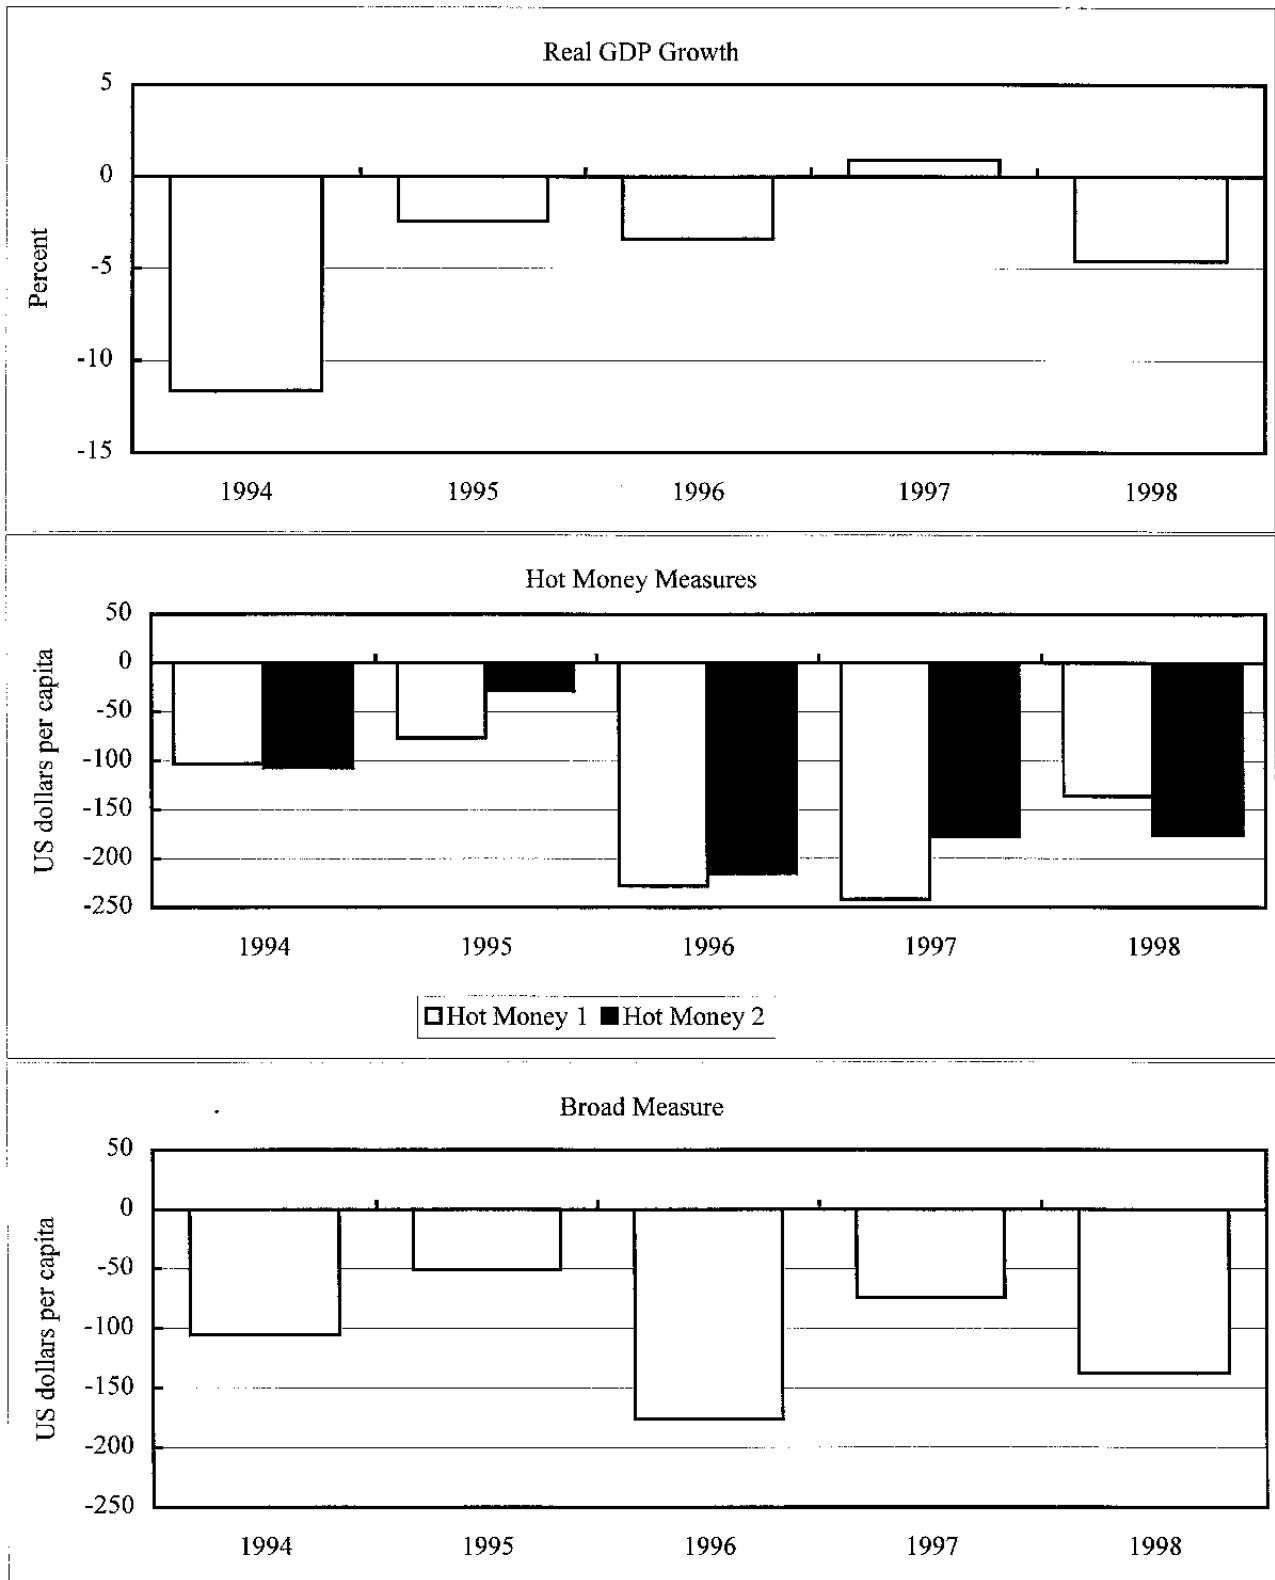 Real GDP Growth
5
0
-5
-10
-15
Percent
1994 1995 1996 1997 1998
Hot Money Measures
50
0
-50
-100
-150
-200
-250
US dollars per capita
1994 1995 1996 1997 1998
Hot Money 1 Hot Money 2
Broad Measure
50
0
-50
-100
-150
-200
-250
US dollars per capita
1994 1995 1996 1997 1998